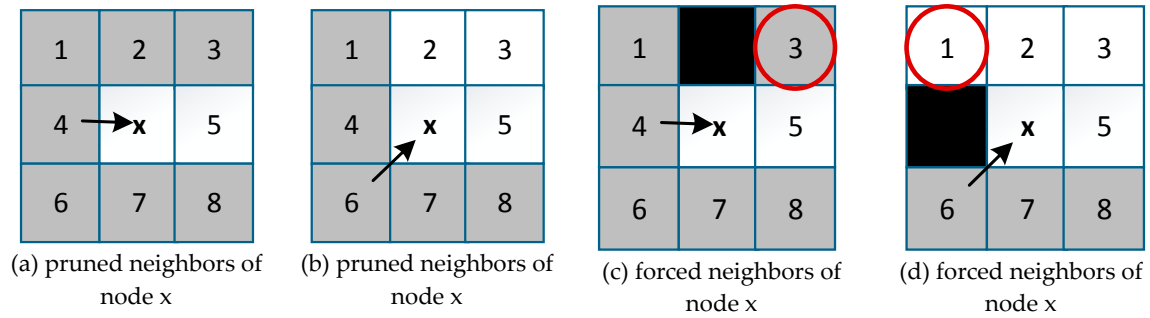 1 2 3
4 x 5
6 7 8
(a) pruned neighbors of
node x
1 2 3
4 x 5
6 7 8
(b) pruned neighbors of
node x
1 3
4 x 5
6 7 8
(c) forced neighbors of
node x
1 2 3
x 5
6 7 8
(d) forced neighbors of
node x